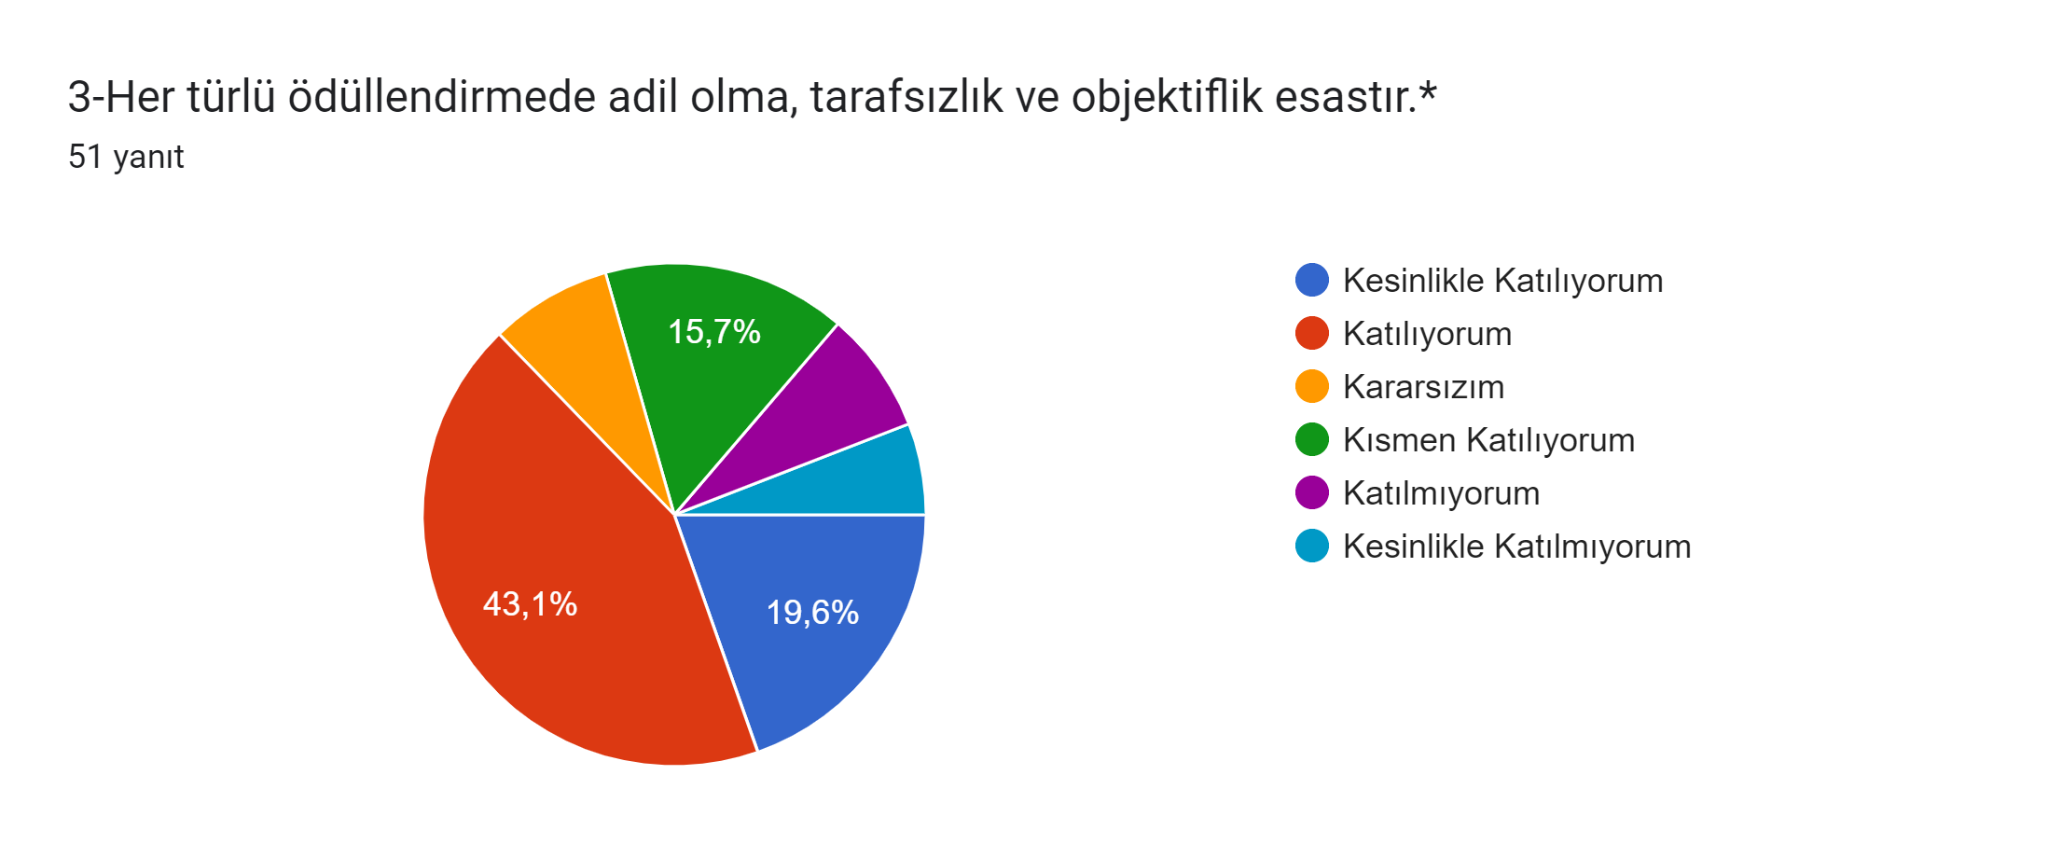 3-Her türlü ödüllendirmede adil olma, tarafsızlık ve objektiflik esastır.*
51 yanıt
15,7%
43,1%
19,6%
Kesinlikle Katılıyorum
Katılıyorum
Kararsızım
Kısmen Katılıyorum
Katılmıyorum
Kesinlikle Katılmıyorum